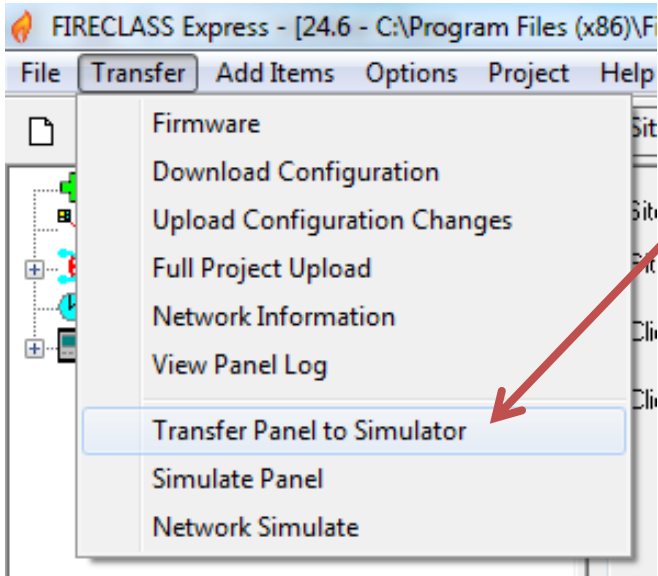 FIRECLASS Express - [24.6 - C:\Program Files (x86)\Fi
File Transfer Add Items Options Project Help
Firmware
Download Configuration
Upload Configuration Changes
Full Project Upload
Network Information
View Panel Log
Transfer Panel to Simulator
Simulate Panel
Network Simulate